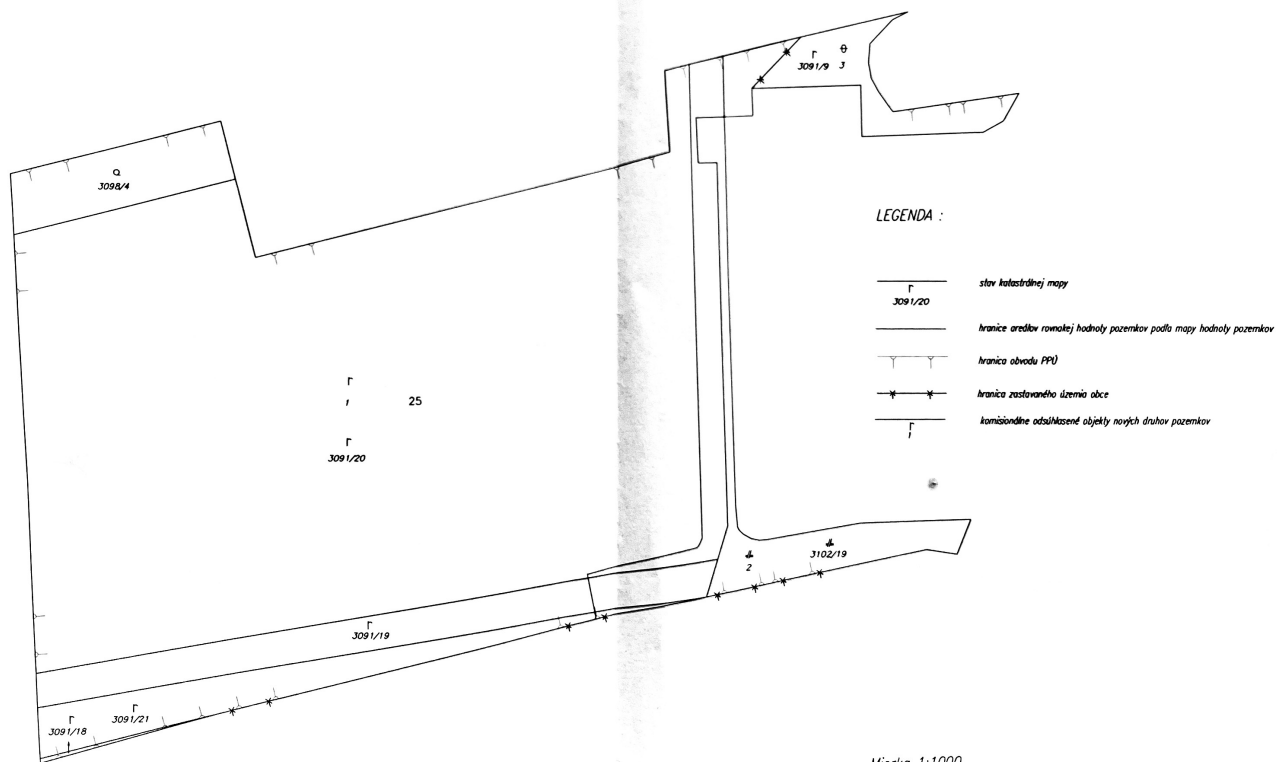 3091/9 3
3098/4
LEGENDA :
stav katastrálnej mapy
3091/20
hranice areálov rovnakej hodnoty pozemkov podľa mapy hodnoty pozemkov
hranica obvodu PPÚ
hranica zastavaného územia obce
komisionálne odsúhlasené objekty nových druhov pozemkov
1
1 25
3091/20
2
3102/19
3091/19
3091/21
3091/18
Mierka 1:1000